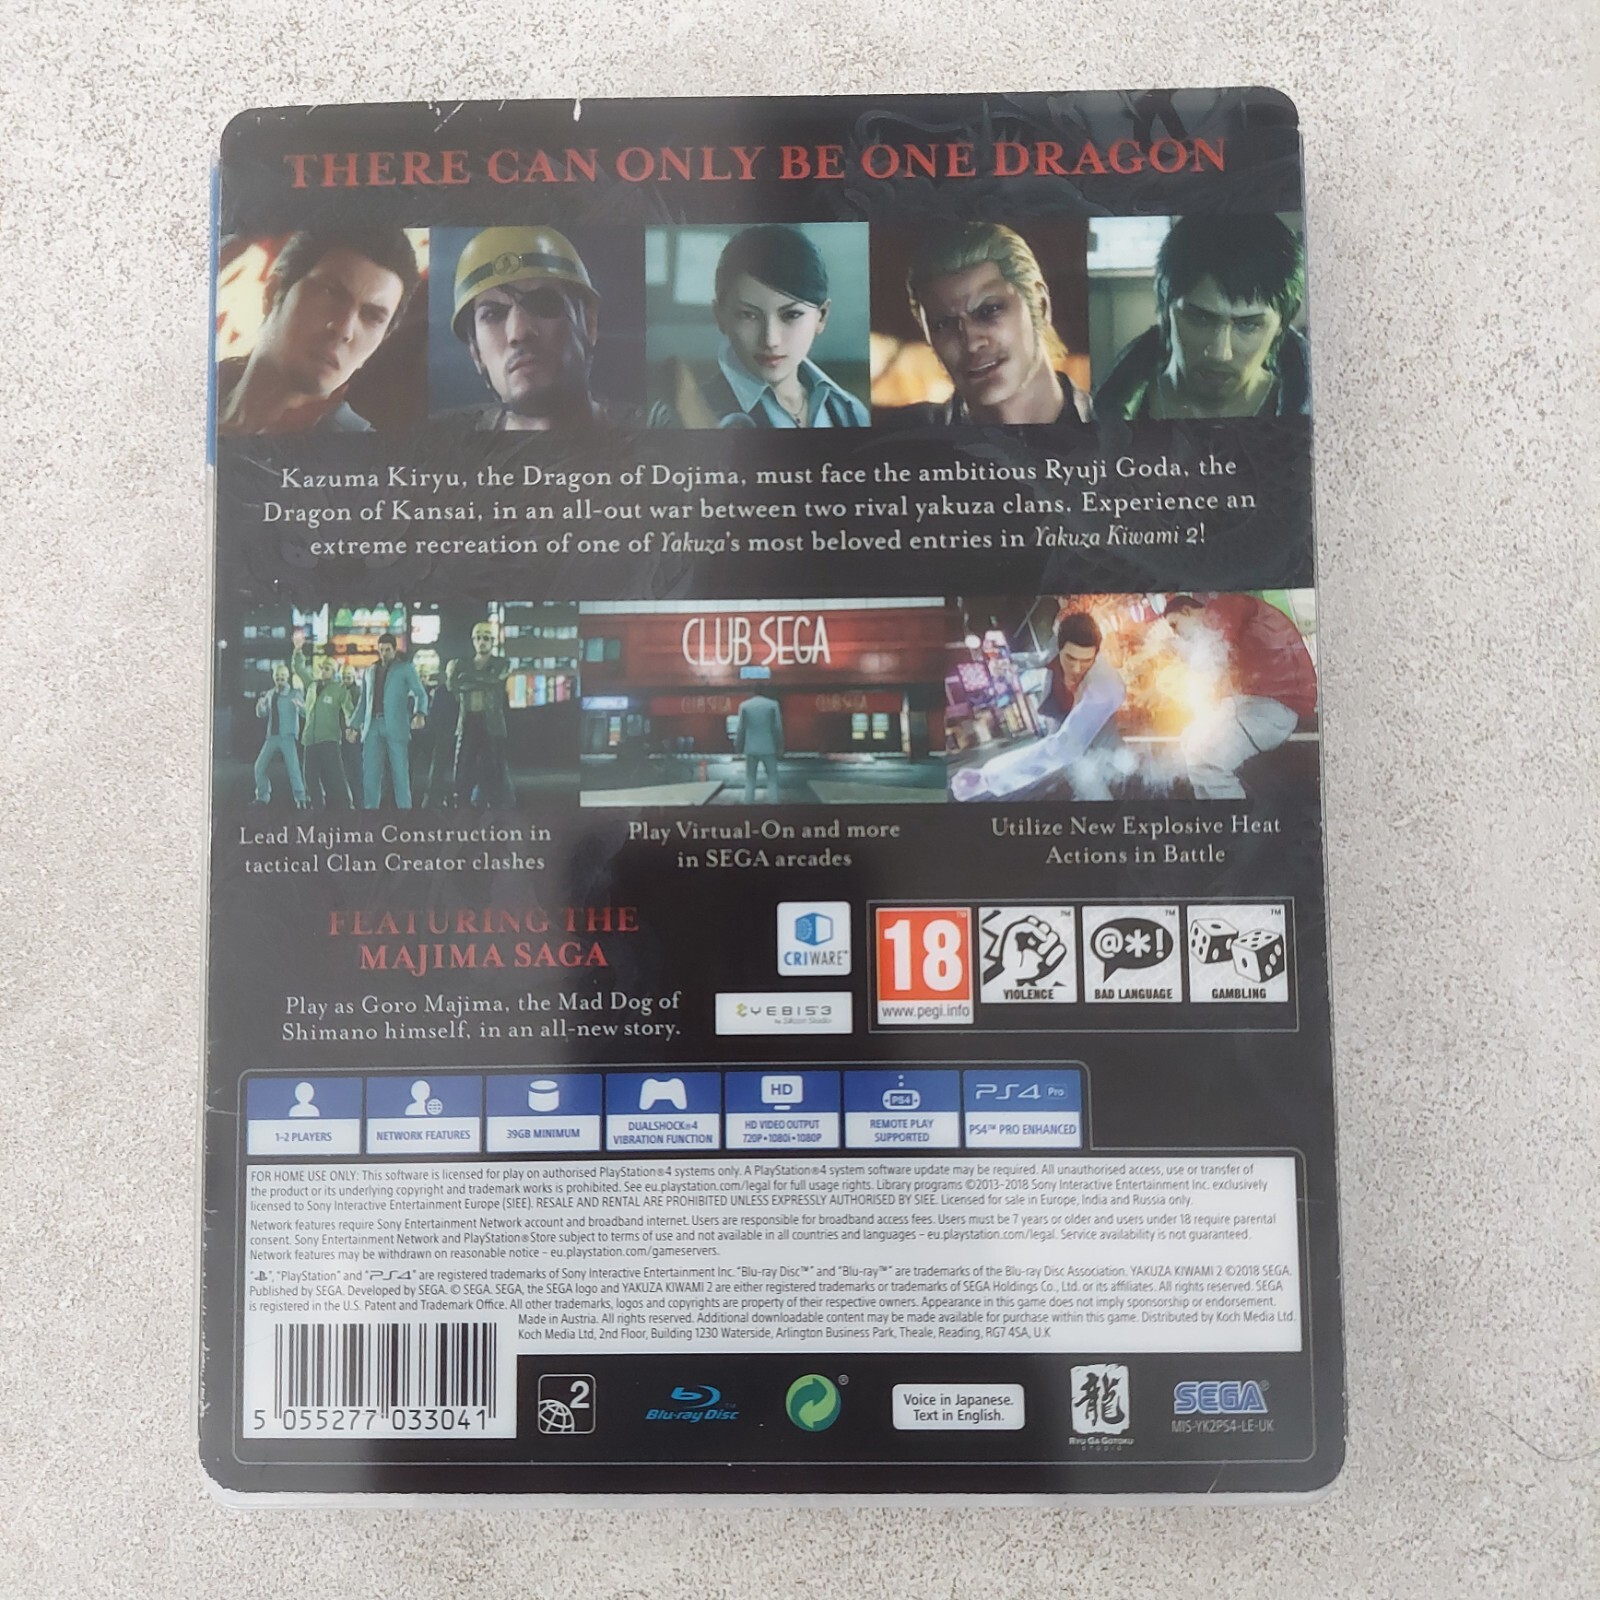 THERE CAN ONLY BE ONE DRAGON
Kazuma Kiryu, the Dragon of Dojima, must face the ambitious Ryuji Goda, the
Dragon of Kansai, in an all-out war between two rival yakuza clans. Experience an
extreme recreation of one of Yakuza's most beloved entries in Yakuza Kiwami 2!
CLUB SEGA
CLUB SEGA CLUB SEGA
Lead Majima Construction in
tactical Clan Creator clashes
Play Virtual-On and more
in SEGA arcades
Utilize New Explosive Heat
Actions in Battle
FEATURING THE
MAJIMA SAGA
Play as Goro Majima, the Mad Dog of
Shimano himself, in an all-new story.
CRIWARE™
YEBIS3
by Silicon Studio
18
www.pegi.info
VIOLENCE
@*!
BAD LANGUAGE
GAMBLING
1-2 PLAYERS
NETWORK FEATURES
39GB MINIMUM
DUALSHOCK®4
VIBRATION FUNCTION
HD
HD VIDEO OUTPUT
720P•1080i•1080P
PS4
REMOTE PLAY
SUPPORTED
PS4 Pro
PS4™ PRO ENHANCED
FOR HOME USE ONLY: This software is licensed for play on authorised PlayStation®4 systems only. A PlayStation®4 system software update may be required. All unauthorised access, use or transfer of
the product or its underlying copyright and trademark works is prohibited. See eu.playstation.com/legal for full usage rights. Library programs ©2013-2018 Sony Interactive Entertainment Inc. exclusively
licensed to Sony Interactive Entertainment Europe (SIEE). RESALE AND RENTAL ARE PROHIBITED UNLESS EXPRESSLY AUTHORISED BY SIEE. Licensed for sale in Europe, India and Russia only.
Network features require Sony Entertainment Network account and broadband internet. Users are responsible for broadband access fees. Users must be 7 years or older and users under 18 require parental
consent. Sony Entertainment Network and PlayStation®Store subject to terms of use and not available in all countries and languages – eu.playstation.com/legal. Service availability is not guaranteed.
Network features may be withdrawn on reasonable notice – eu.playstation.com/gameservers.
"", "PlayStation" and "PS4" are registered trademarks of Sony Interactive Entertainment Inc. "Blu-ray Disc™" and "Blu-ray™" are trademarks of the Blu-ray Disc Association. YAKUZA KIWAMI 2 ©2018 SEGA.
Published by SEGA. Developed by SEGA. © SEGA. SEGA, the SEGA logo and YAKUZA KIWAMI 2 are either registered trademarks or trademarks of SEGA Holdings Co., Ltd. or its affiliates. All rights reserved. SEGA
is registered in the U.S. Patent and Trademark Office. All other trademarks, logos and copyrights are property of their respective owners. Appearance in this game does not imply sponsorship or endorsement.
Made in Austria. All rights reserved. Additional downloadable content may be made available for purchase within this game. Distributed by Koch Media Ltd.
Koch Media Ltd, 2nd Floor, Building 1230 Waterside, Arlington Business Park, Theale, Reading, RG7 4SA, U.K
5 055277 033041
2
Blu-ray Disc™
®
Voice in Japanese.
Text in English.
龍
RYU GA GOTOKU
STUDIO
SEGA®
MIS-YK2PS4-LE-UK